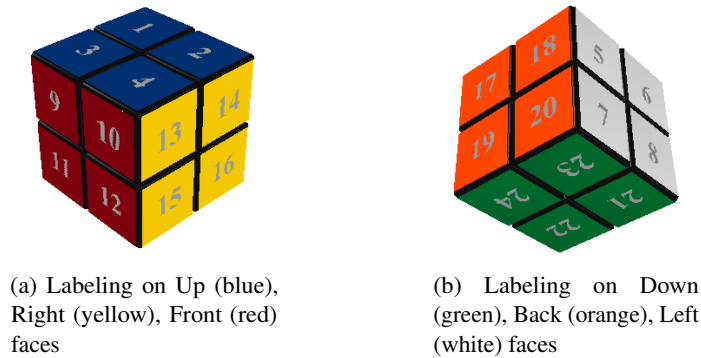 1
3 2
4
9 10 13 14
11 12 15 16
17 18 5 6
19 20 7 8
23
24 21
22
(a) Labeling on Up (blue),
Right (yellow), Front (red)
faces
(b) Labeling on Down
(green), Back (orange), Left
(white) faces